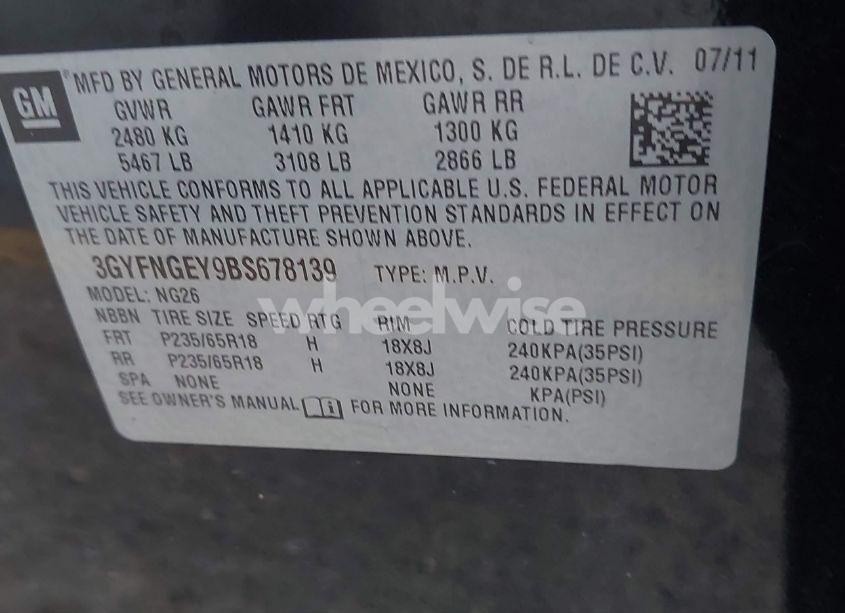 GM
®MFD BY GENERAL MOTORS DE MEXICO, S. DE R.L. DE C.V. 07/11
GVWR GAWR FRT GAWR RR
2480 KG 1410 KG 1300 KG
5467 LB 3108 LB 2866 LB
THIS VEHICLE CONFORMS TO ALL APPLICABLE U.S. FEDERAL MOTOR
VEHICLE SAFETY AND THEFT PREVENTION STANDARDS IN EFFECT ON
THE DATE OF MANUFACTURE SHOWN ABOVE.
3GYFNGEY9BS678139 TYPE: M.P.V.
MODEL: NG26
wheelwise
NBBN TIRE SIZE SPEED RTG RIM COLD TIRE PRESSURE
FRT P235/65R18 H 18X8J 240KPA(35PSI)
RR P235/65R18 H 18X8J 240KPA(35PSI)
SPA NONE NONE KPA(PSI)
SEE OWNER'S MANUAL i FOR MORE INFORMATION.